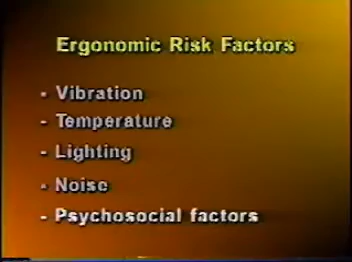 Ergonomic Risk Factors
- Vibration
- Temperature
- Lighting
- Noise
- Psychosocial factors